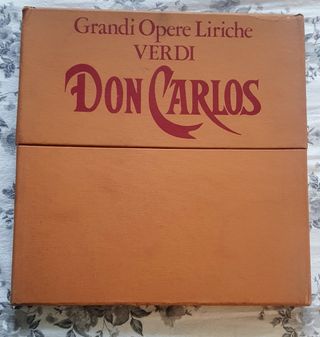 Grandi Opere Liriche
VERDI
DON CARLOS